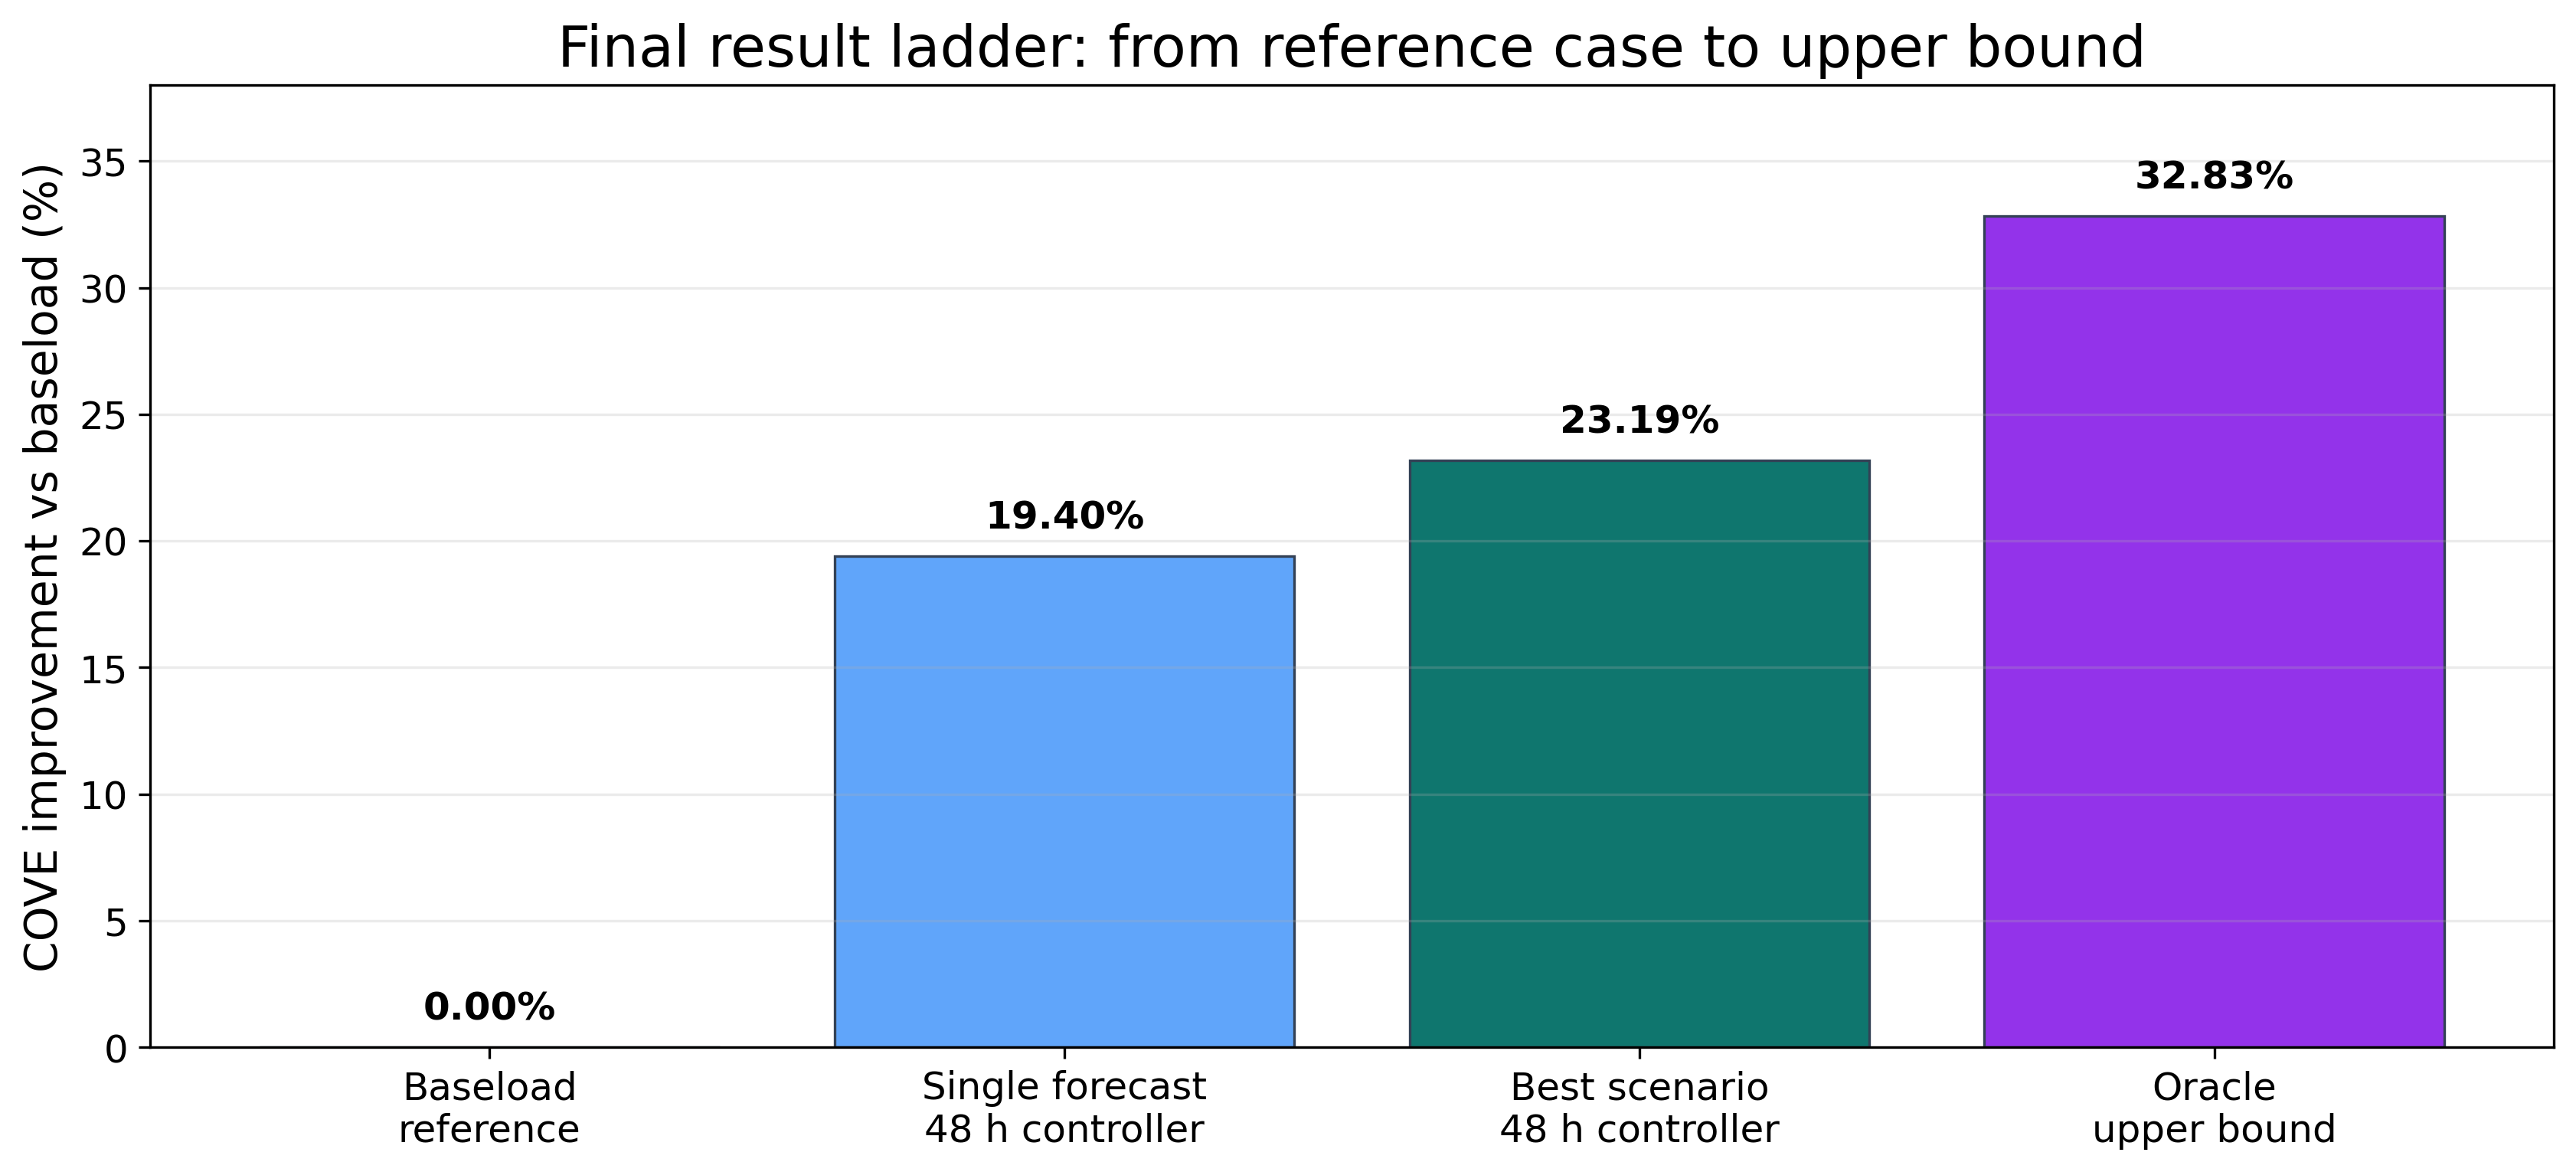 Final result ladder: from reference case to upper bound
COVE improvement vs baseload (%)
35
30
25
20
15
10
5
0
0.00%
19.40%
23.19%
32.83%
Baseload
reference
Single forecast
48 h controller
Best scenario
48 h controller
Oracle
upper bound